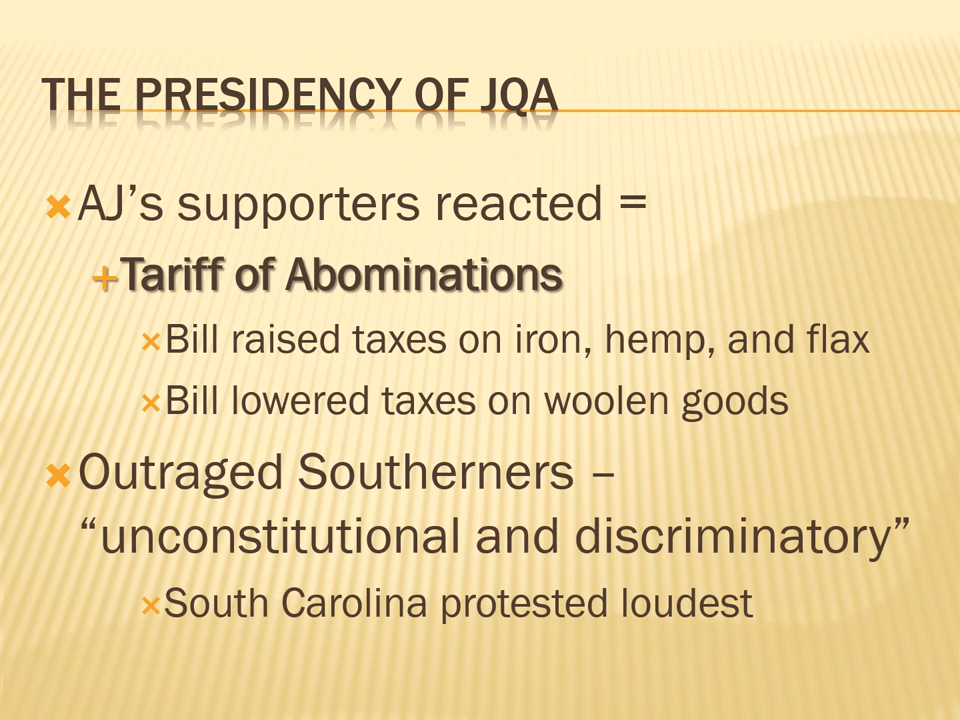 THE PRESIDENCY OF JQA
AJ’s supporters reacted =
Tariff of Abominations
Bill raised taxes on iron, hemp, and flax
Bill lowered taxes on woolen goods
Outraged Southerners –
“unconstitutional and discriminatory”
South Carolina protested loudest